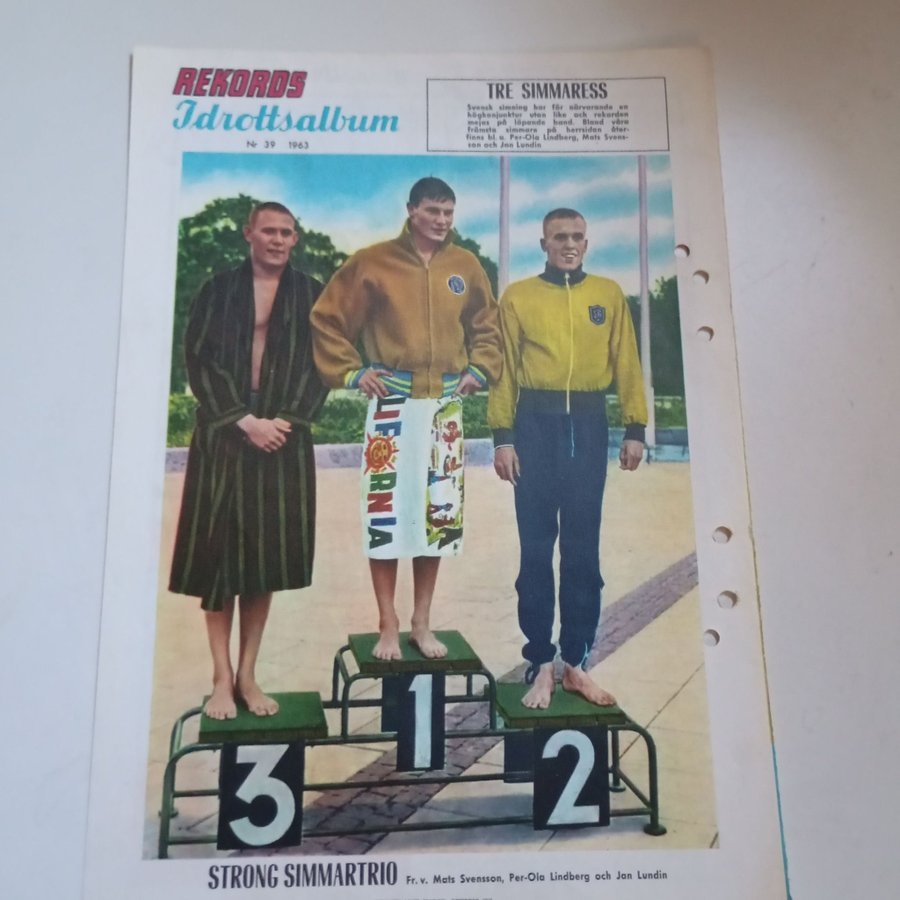 REKORDS
Idrottsalbum
Nr 39 1963
TRE SIMMARESS
Svensk simning har för närvarande en
högkonjuktur utan like och rekorden
mejas på löpande band. Bland våra
främsta simmare på herrsidan åter-
finns bl. a. Per-Ola Lindberg, Mats Svens-
son och Jan Lundin
LIFORNIA
3
1
2
STRONG SIMMARTRIO Fr. v. Mats Svensson, Per-Ola Lindberg och Jan Lundin